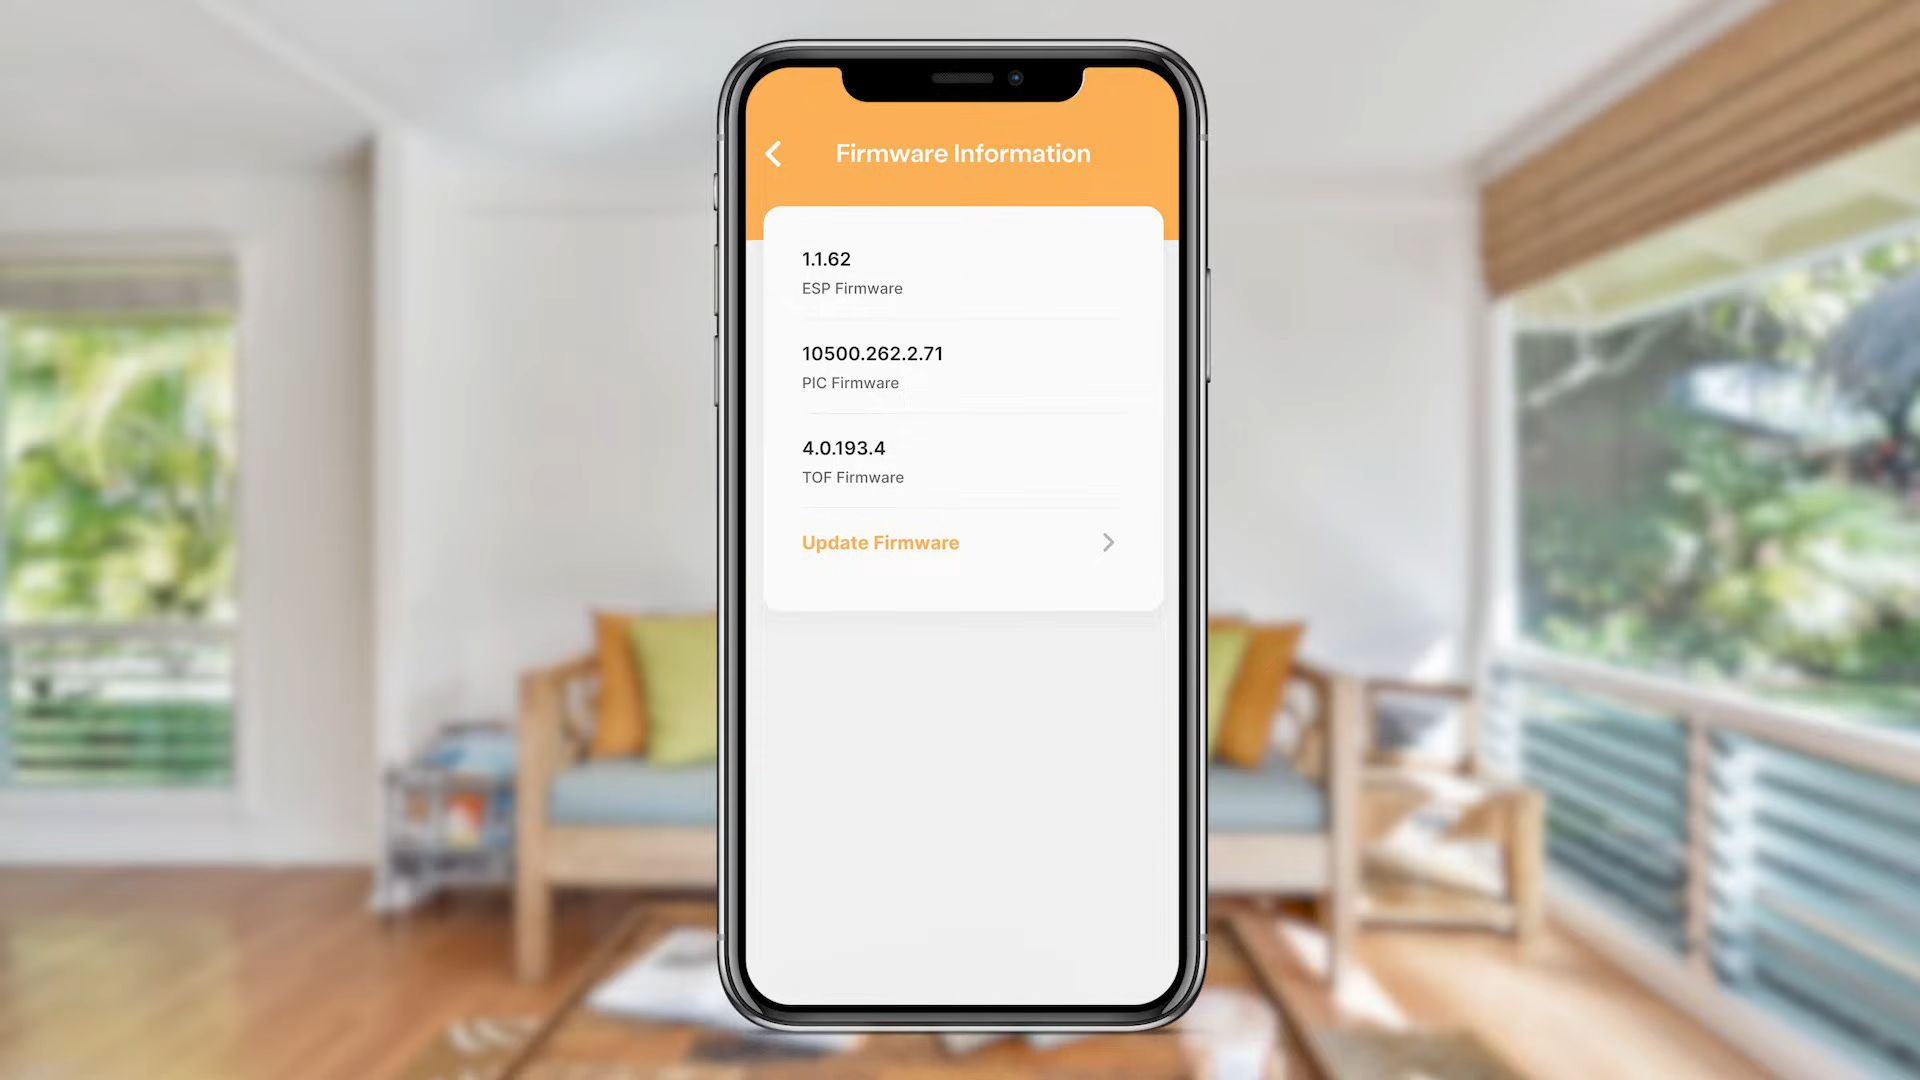 Firmware Information
1.1.62
ESP Firmware
10500.262.2.71
PIC Firmware
4.0.193.4
TOF Firmware
Update Firmware